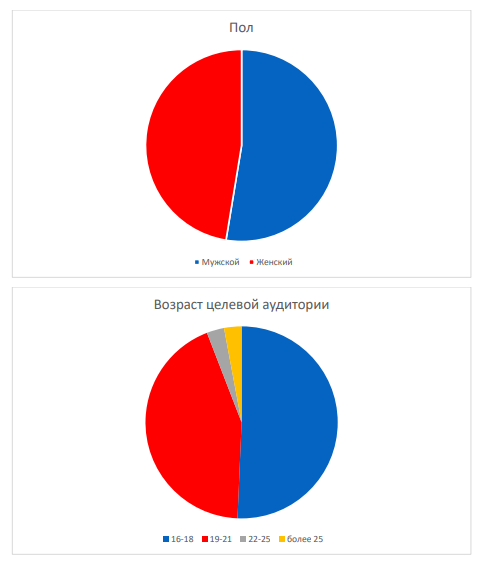 Пол
Мужской Женский
Возраст целевой аудитории
16-18 19-21 22-25 более 25